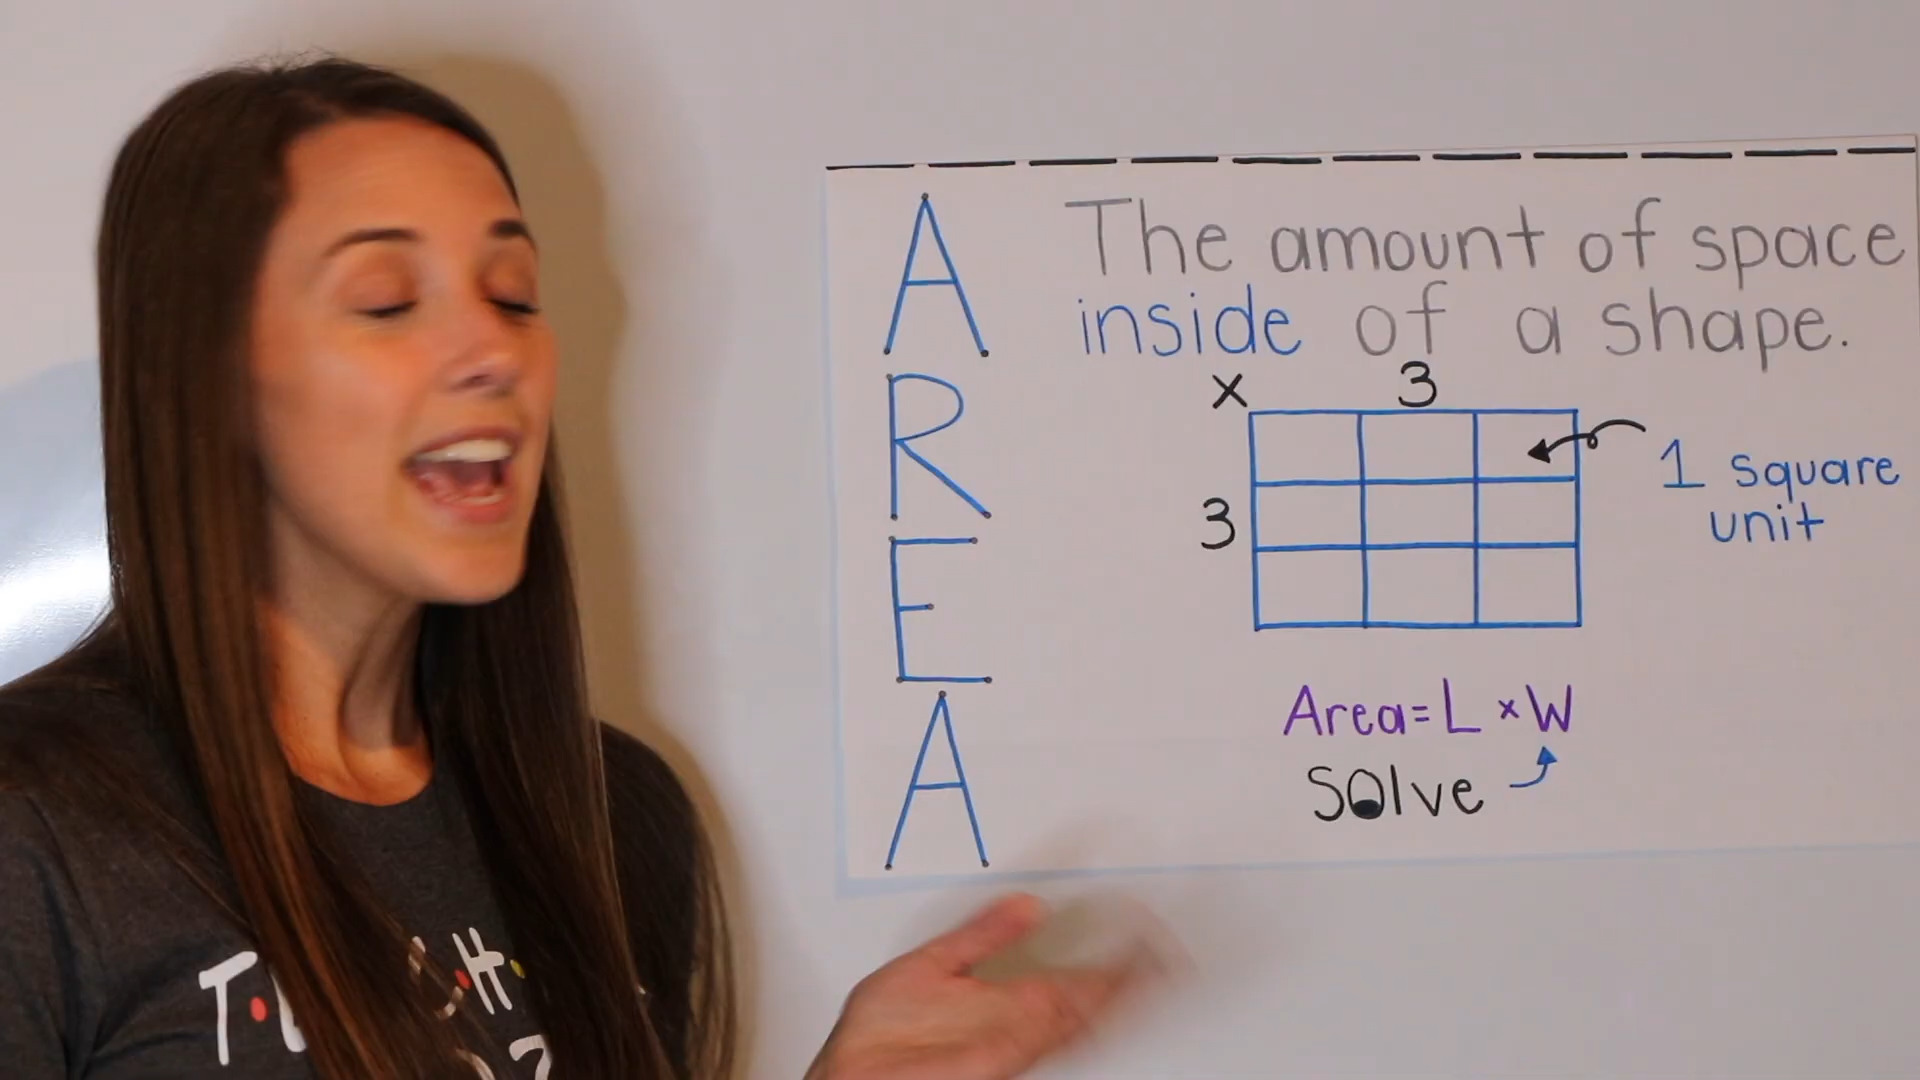 AREA
The amount of space
inside of a shape.
x 3
3
1 square
unit
Area = L × W
Solve